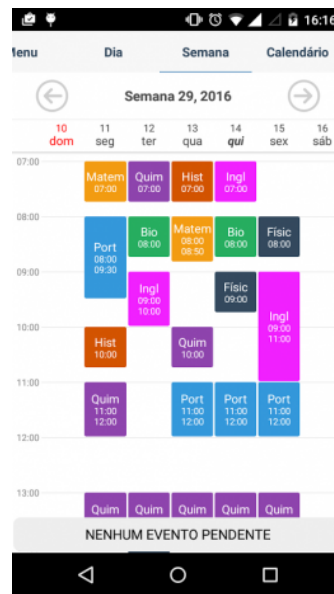 16:16
Menu Dia Semana Calendário
Semana 29, 2016
10 11 12 13 14 15 16
dom seg ter qua qui sex sáb
07:00
Matem Quim Hist Ingl
07:00 07:00 07:00 07:00
08:00
Port
08:00
09:30
Bio
08:00
Matem
08:00
08:50
Bio
08:00
Físic
08:00
09:00
Ingl
09:00
10:00
Físic
09:00
Ingl
09:00
11:00
10:00
Hist
10:00
Quim
10:00
11:00
Quim
11:00
12:00
Port
11:00
12:00
Port
11:00
12:00
Port
11:00
12:00
12:00
13:00
Quim Quim Quim Quim Quim
NENHUM EVENTO PENDENTE